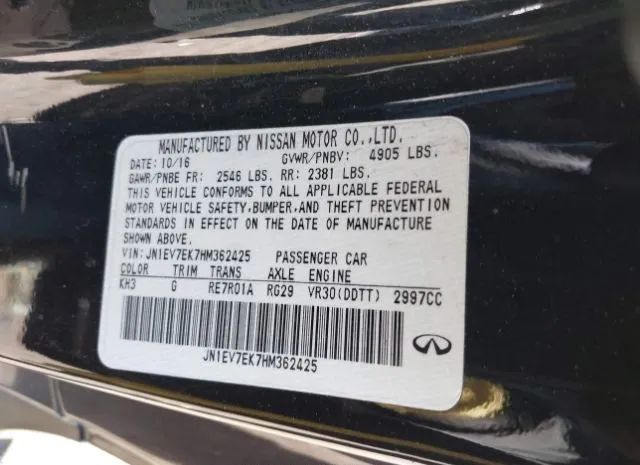 MANUFACTURED BY NISSAN MOTOR CO.,LTD.
DATE: 10/16 GVWR/PNBV: 4905 LBS.
GAWR/PNBE FR: 2546 LBS. RR: 2381 LBS.
THIS VEHICLE CONFORMS TO ALL APPLICABLE FEDERAL
MOTOR VEHICLE SAFETY,BUMPER,AND THEFT PREVENTION
STANDARDS IN EFFECT ON THE DATE OF MANUFACTURE
SHOWN ABOVE.
VIN: JN1EV7EK7HM362425 PASSENGER CAR
COLOR TRIM TRANS AXLE ENGINE
KH3 G RE7R01A RG29 VR30(DDTT) 2997CC
JN1EV7EK7HM362425